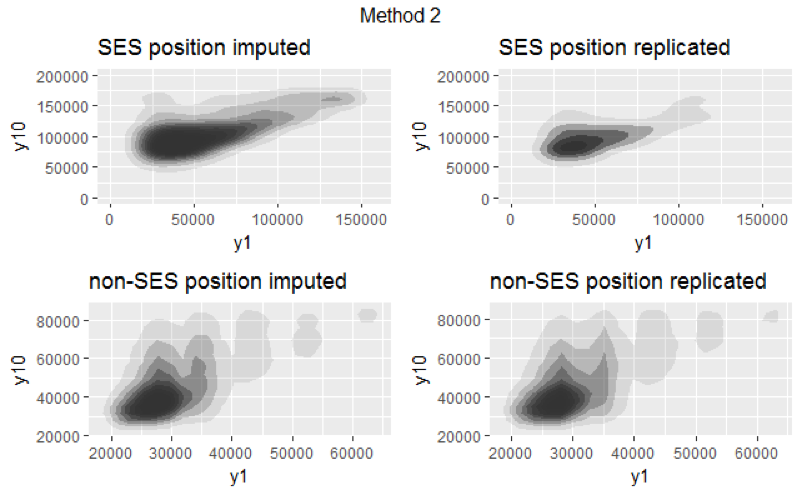 Method 2
SES position imputed
SES position replicated
200000
150000
100000
50000
0
y10
0 50000 100000 150000
y1
200000
150000
100000
50000
0
y10
0 50000 100000 150000
y1
non-SES position imputed
non-SES position replicated
80000
60000
40000
20000
y10
20000 30000 40000 50000 60000
y1
80000
60000
40000
20000
y10
20000 30000 40000 50000 60000
y1